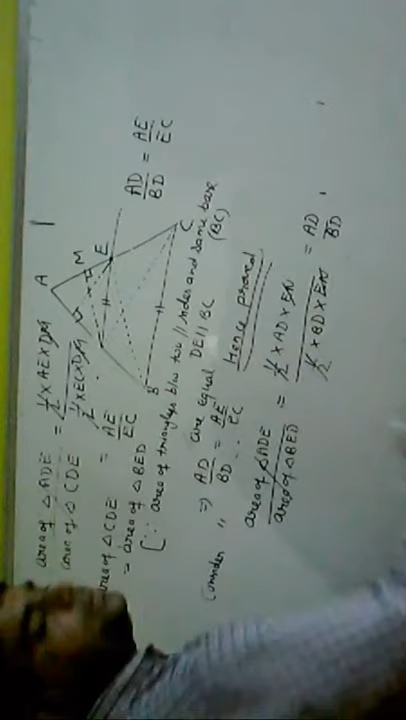 A
M
E
C
B
AD/BD = AE/EC
area of △ADE / area of △CDE = ½ × AE × DM / ½ × EC × DM
= AE/EC
area of △CDE = area of △BED
[∵ area of triangles b/w two // sides and same base (BC) are equal DE || BC
Consider
⇒ AD/BD = AE/EC
Hence proved
area of △ADE / area of △BED = ½ × AD × EN / ½ × BD × EN = AD/BD